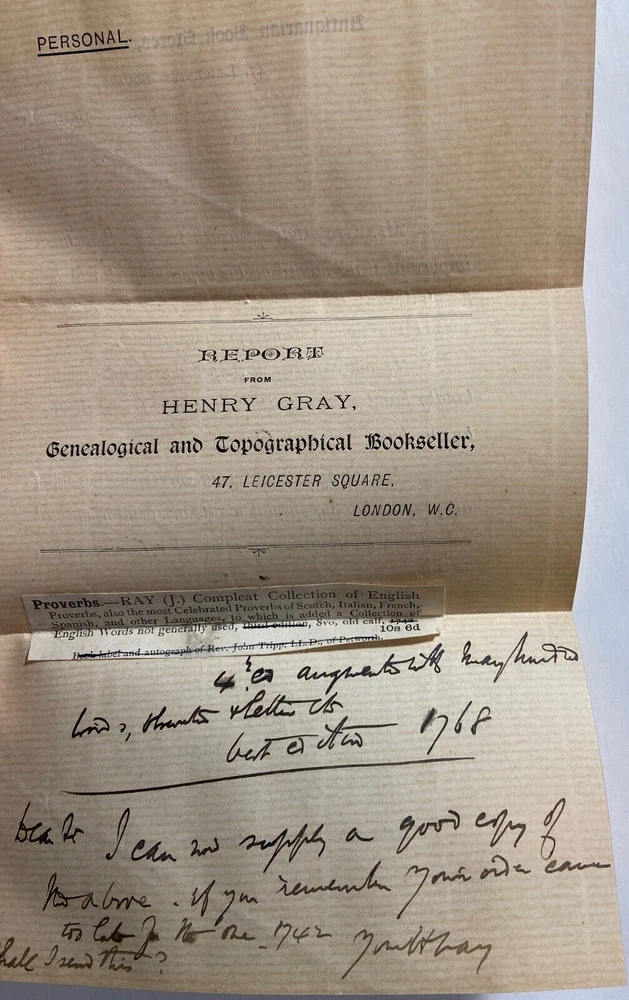 PERSONAL.
REPORT
FROM
HENRY GRAY,
Genealogical and Topographical Bookseller,
47, LEICESTER SQUARE,
LONDON, W.C.
Proverbs.—RAY (J.) Compleat Collection of English
Proverbs, also the most Celebrated Proverbs of Scotch, Italian, French,
Spanish, and other Languages, to which is added a Collection of
English Words not generally used, third edition, 8vo, old calf, 1742
10s 6d
Book label and autograph of Rev. John Tripp, LL.D., of Petworth.
4th ed augmented with many hundred
words, &
best edition 1768
Dear Sir I can now supply a good copy of
the above. If you remember your order came
too late for the one 1742 Yours H Gray
Shall I send this?